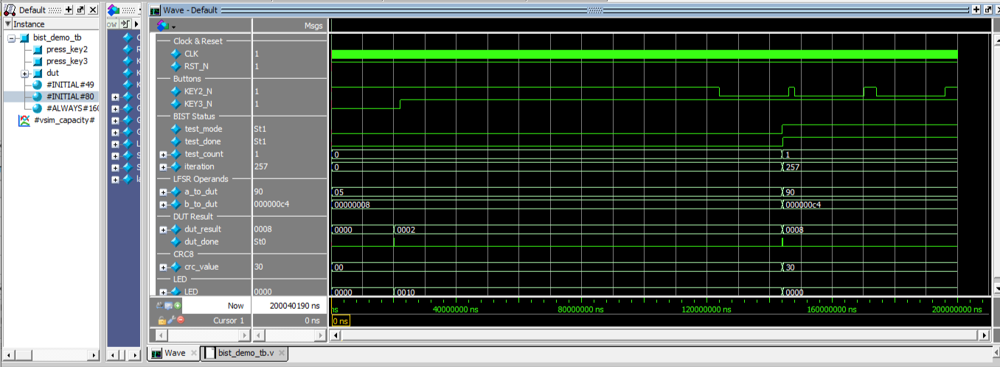 Default
Wave - Default
Instance
ow
Msgs
bist_demo_tb
press_key2
press_key3
dut
#INITIAL#49
#INITIAL#80
#ALWAYS#160
#vsim_capacity#
Clock & Reset
CLK 1
RST_N 1
Buttons
KEY2_N 1
KEY3_N 1
BIST Status
test_mode St1
test_done St1
test_count 1 0 1
iteration 257 0 257
LFSR Operands
a_to_dut 90 05 90
b_to_dut 000000c4 00000008 000000c4
DUT Result
dut_result 0008 0000 0002 0008
dut_done St0
CRC8
crc_value 30 00 30
LED
LED 0000 0000 0010 0000
Now 200040190 ns
ns 40000000 ns 80000000 ns 120000000 ns 160000000 ns 200000000 ns
Cursor 1 0 ns 0 ns
Wave
bist_demo_tb.v